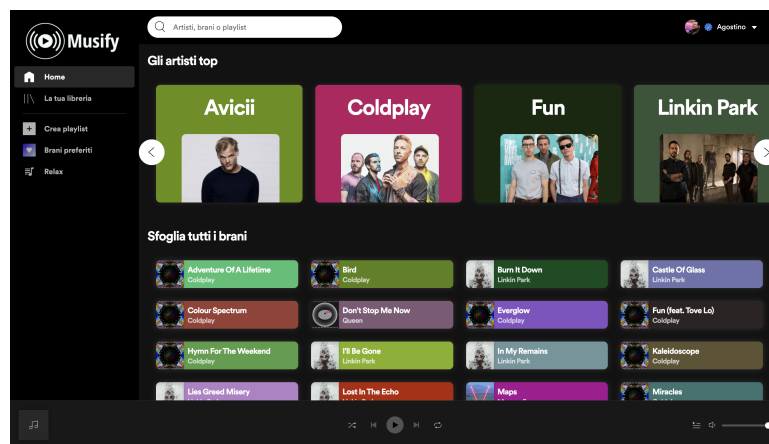 Musify
Artisti, brani o playlist
Agostino
Home
La tua libreria
Crea playlist
Brani preferiti
Relax
Gli artisti top
Avicii
Coldplay
Fun
Linkin Park
Sfoglia tutti i brani
Adventure Of A Lifetime
Coldplay
Bird
Coldplay
Burn It Down
Linkin Park
Castle Of Glass
Linkin Park
Colour Spectrum
Coldplay
Don't Stop Me Now
Queen
Everglow
Coldplay
Fun (feat. Tove Lo)
Coldplay
Hymn For The Weekend
Coldplay
I'll Be Gone
Linkin Park
In My Remains
Linkin Park
Kaleidoscope
Coldplay
Lies Greed Misery
Lost In The Echo
Maps
Miracles